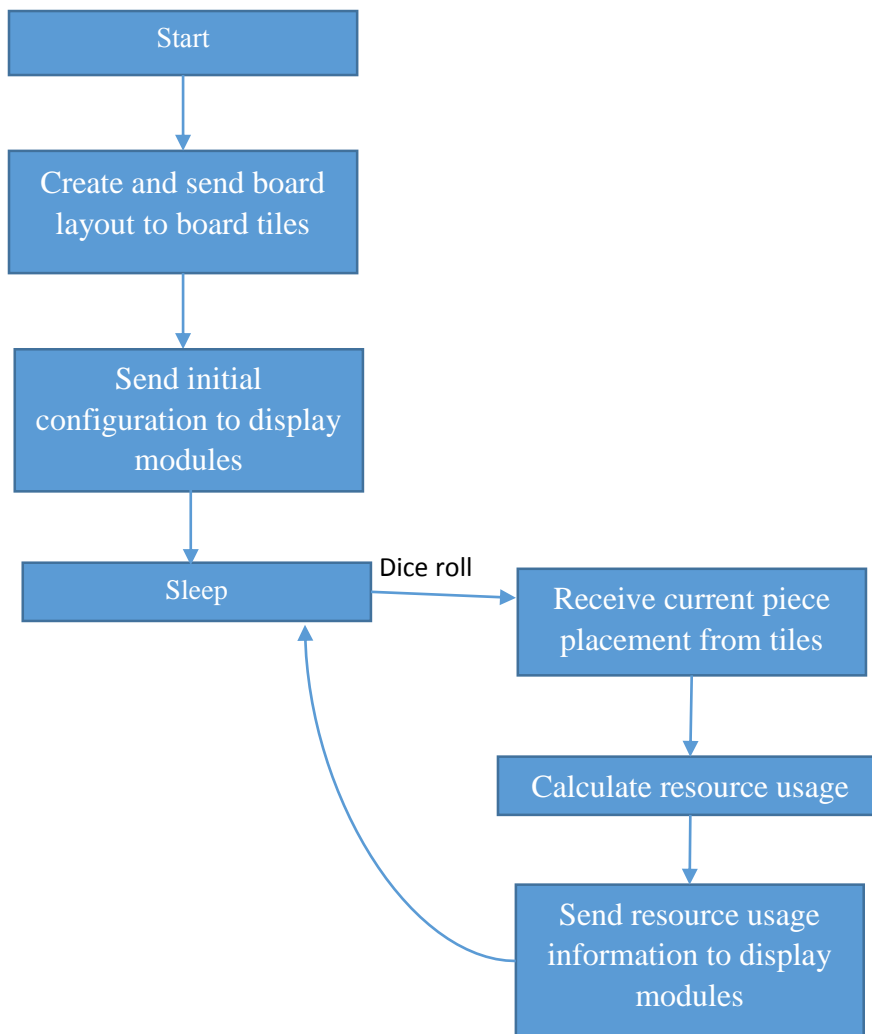 Start
Create and send board
layout to board tiles
Send initial
configuration to display
modules
Sleep
Dice roll
Receive current piece
placement from tiles
Calculate resource usage
Send resource usage
information to display
modules